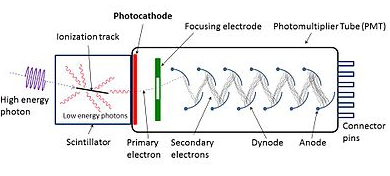 Photocathode
Focusing electrode
Ionization track
Photomultiplier Tube (PMT)
High energy
photon
Low energy photons
Scintillator
Primary
electron
Secondary
electrons
Dynode
Anode
Connector
pins